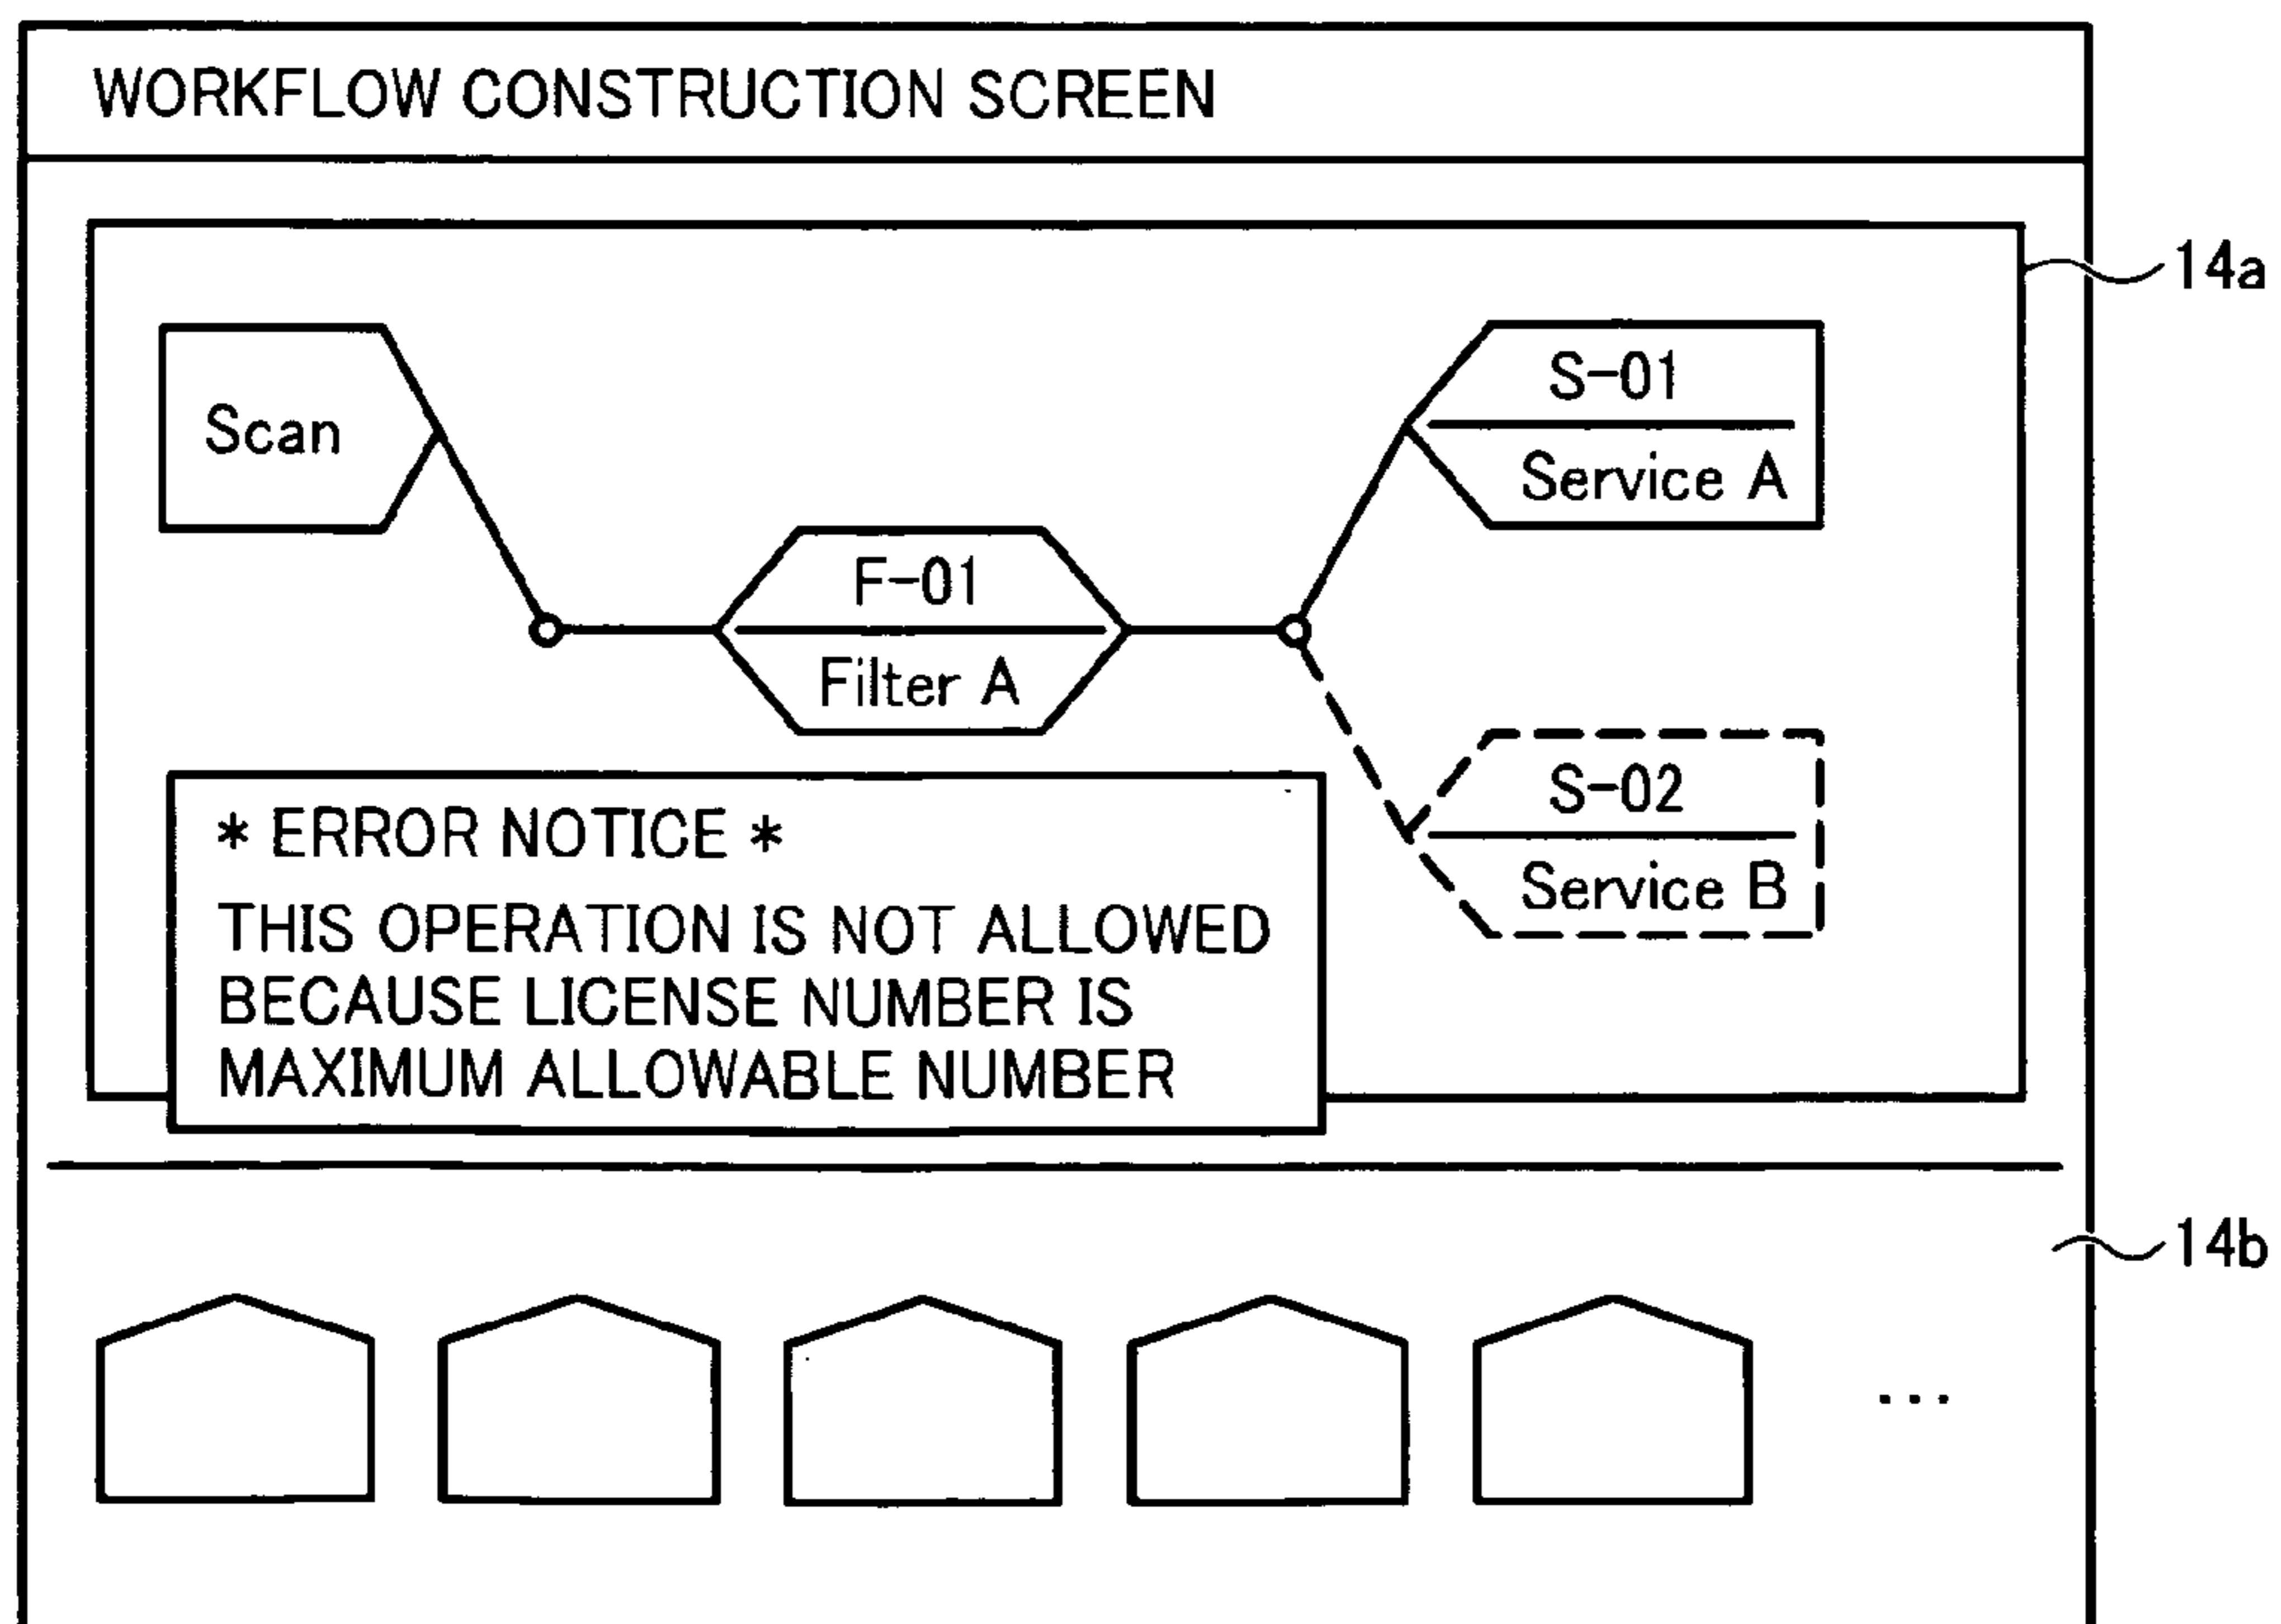 WORKFLOW CONSTRUCTION SCREEN
14a
Scan
S-01
Service A
F-01
Filter A
S-02
Service B
* ERROR NOTICE *
THIS OPERATION IS NOT ALLOWED
BECAUSE LICENSE NUMBER IS
MAXIMUM ALLOWABLE NUMBER
14b
...